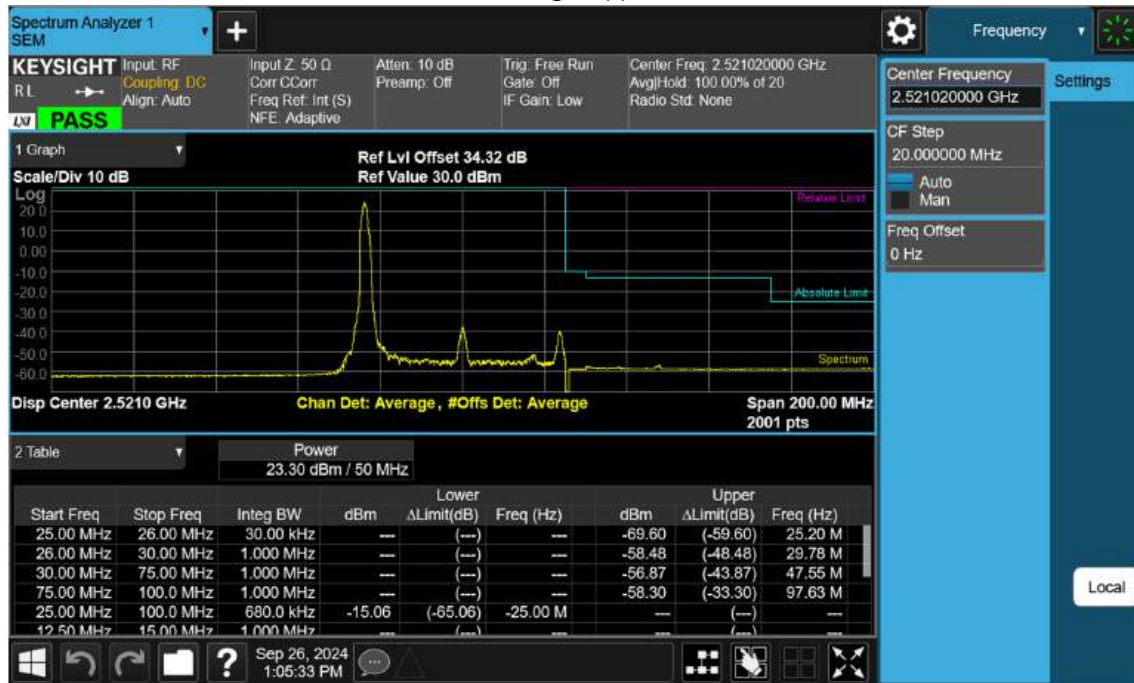 Spectrum Analyzer 1
SEM
+
Frequency
KEYSIGHT
RL
LXI
PASS
Input: RF
Coupling: DC
Align: Auto
Input Z: 50 Ω
Corr CCorr
Freq Ref: Int (S)
NFE: Adaptive
Atten: 10 dB
Preamp: Off
Trig: Free Run
Gate: Off
IF Gain: Low
Center Freq: 2.521020000 GHz
Avg|Hold: 100.00% of 20
Radio Std: None
Center Frequency
2.521020000 GHz
Settings
CF Step
20.000000 MHz
Auto
Man
Freq Offset
0 Hz
Local
1 Graph
Scale/Div 10 dB
Ref Lvl Offset 34.32 dB
Ref Value 30.0 dBm
Log
Relative Limit
20.0
10.0
0.00
-10.0
-20.0
Absolute Limit
-30.0
-40.0
-50.0
Spectrum
-60.0
Disp Center 2.5210 GHz
Chan Det: Average, #Offs Det: Average
Span 200.00 MHz
2001 pts
2 Table
Power
23.30 dBm / 50 MHz
Lower Upper
Start Freq Stop Freq Integ BW dBm ΔLimit(dB) Freq (Hz) dBm ΔLimit(dB) Freq (Hz)
25.00 MHz 26.00 MHz 30.00 kHz --- (---) --- -69.60 (-59.60) 25.20 M
26.00 MHz 30.00 MHz 1.000 MHz --- (---) --- -58.48 (-48.48) 29.78 M
30.00 MHz 75.00 MHz 1.000 MHz --- (---) --- -56.87 (-43.87) 47.55 M
75.00 MHz 100.0 MHz 1.000 MHz --- (---) --- -58.30 (-33.30) 97.63 M
25.00 MHz 100.0 MHz 680.0 kHz -15.06 (-65.06) -25.00 M --- (---) ---
12.50 MHz 15.00 MHz 1.000 MHz --- (---) --- --- (---) ---
?
Sep 26, 2024
1:05:33 PM